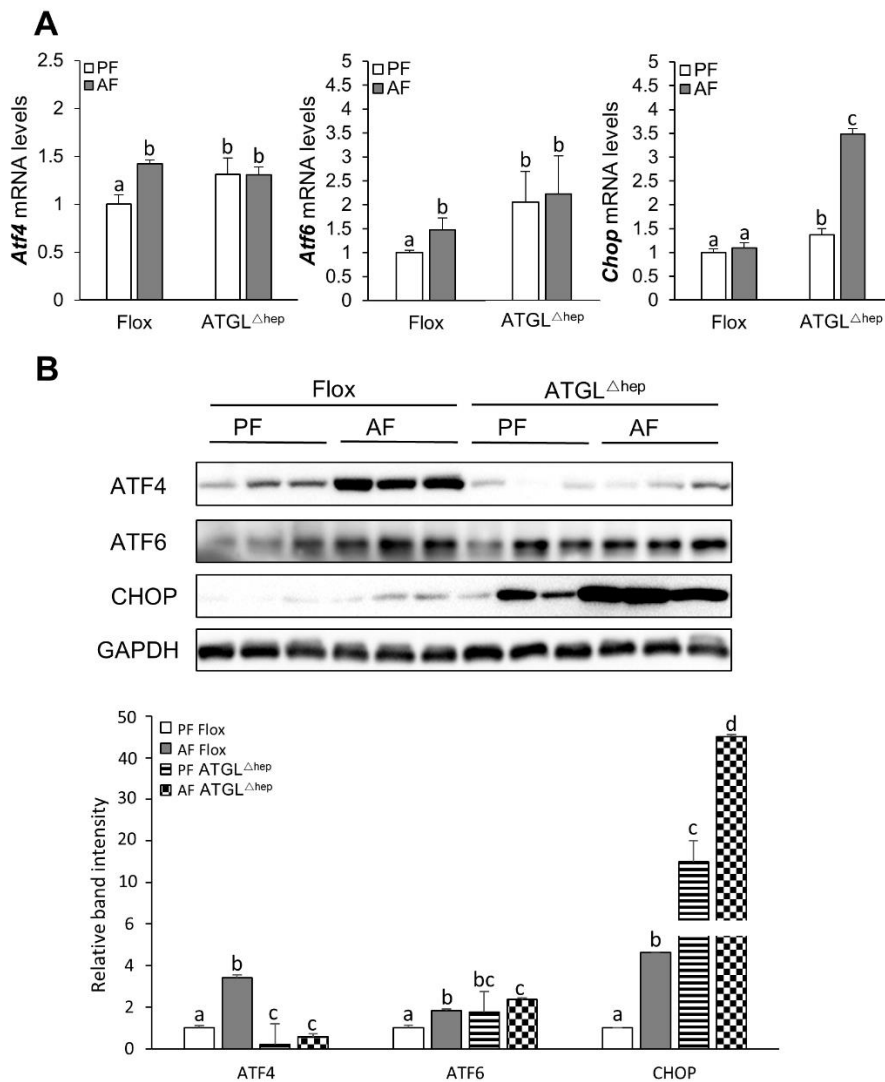 A
PF
AF
Atf4 mRNA levels
2.5
2
1.5
1
0.5
0
a
b
b
b
Flox
ATGL△hep
PF
AF
Atf6 mRNA levels
5
4.5
4
3.5
3
2.5
2
1.5
1
0.5
0
a
b
b
b
Flox
ATGL△hep
PF
AF
Chop mRNA levels
5
4.5
4
3.5
3
2.5
2
1.5
1
0.5
0
a
a
b
c
Flox
ATGL△hep
B
Flox
ATGL△hep
PF
AF
PF
AF
ATF4
ATF6
CHOP
GAPDH
Relative band intensity
50
40
30
20
10
6
4
2
0
PF Flox
AF Flox
PF ATGL△hep
AF ATGL△hep
a
b
c
c
a
b
bc
c
a
b
c
d
ATF4
ATF6
CHOP